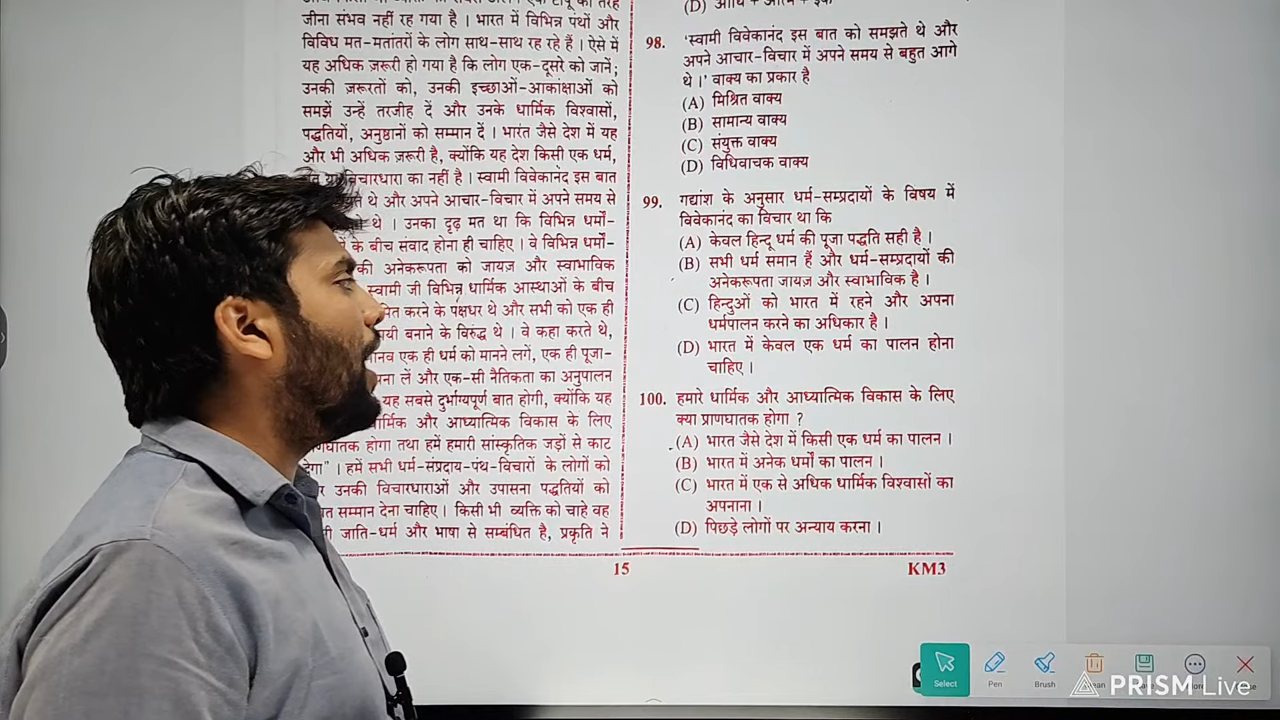 जीना संभव नहीं रह गया है । भारत में विभिन्न पंथों और
विविध मत-मतांतरों के लोग साथ-साथ रह रहे हैं । ऐसे में
यह अधिक ज़रूरी हो गया है कि लोग एक-दूसरे को जानें;
उनकी ज़रूरतों को, उनकी इच्छाओं-आकांक्षाओं को
समझें उन्हें तरजीह दें और उनके धार्मिक विश्वासों,
पद्धतियों, अनुष्ठानों को सम्मान दें । भारत जैसे देश में यह
और भी अधिक ज़रूरी है, क्योंकि यह देश किसी एक धर्म,
विचारधारा का नहीं है । स्वामी विवेकानंद इस बात
थे और अपने आचार-विचार में अपने समय से
थे । उनका दृढ़ मत था कि विभिन्न धर्मों-
के बीच संवाद होना ही चाहिए । वे विभिन्न धर्मों-
की अनेकरूपता को जायज़ और स्वाभाविक
स्वामी जी विभिन्न धार्मिक आस्थाओं के बीच
करने के पक्षधर थे और सभी को एक ही
बनाने के विरुद्ध थे । वे कहा करते थे,
एक ही धर्म को मानने लगें, एक ही पूजा-
लें और एक-सी नैतिकता का अनुपालन
यह सबसे दुर्भाग्यपूर्ण बात होगी, क्योंकि यह
और आध्यात्मिक विकास के लिए
होगा तथा हमें हमारी सांस्कृतिक जड़ों से काट
देगा" । हमें सभी धर्म-संप्रदाय-पंथ-विचारों के लोगों को
उनकी विचारधाराओं और उपासना पद्धतियों को
सम्मान देना चाहिए । किसी भी व्यक्ति को चाहे वह
जाति-धर्म और भाषा से सम्बंधित है, प्रकृति ने
98. 'स्वामी विवेकानंद इस बात को समझते थे और
अपने आचार-विचार में अपने समय से बहुत आगे
थे ।' वाक्य का प्रकार है
(A) मिश्रित वाक्य
(B) सामान्य वाक्य
(C) संयुक्त वाक्य
(D) विधिवाचक वाक्य
99. गद्यांश के अनुसार धर्म-सम्प्रदायों के विषय में
विवेकानंद का विचार था कि
(A) केवल हिन्दू धर्म की पूजा पद्धति सही है ।
(B) सभी धर्म समान हैं और धर्म-सम्प्रदायों की
अनेकरूपता जायज़ और स्वाभाविक है ।
(C) हिन्दुओं को भारत में रहने और अपना
धर्मपालन करने का अधिकार है ।
(D) भारत में केवल एक धर्म का पालन होना
चाहिए ।
100. हमारे धार्मिक और आध्यात्मिक विकास के लिए
क्या प्राणघातक होगा ?
(A) भारत जैसे देश में किसी एक धर्म का पालन ।
(B) भारत में अनेक धर्मों का पालन ।
(C) भारत में एक से अधिक धार्मिक विश्वासों का
अपनाना ।
(D) पिछड़े लोगों पर अन्याय करना ।
15
KM3
Select
Pen
Brush
PRISM Live